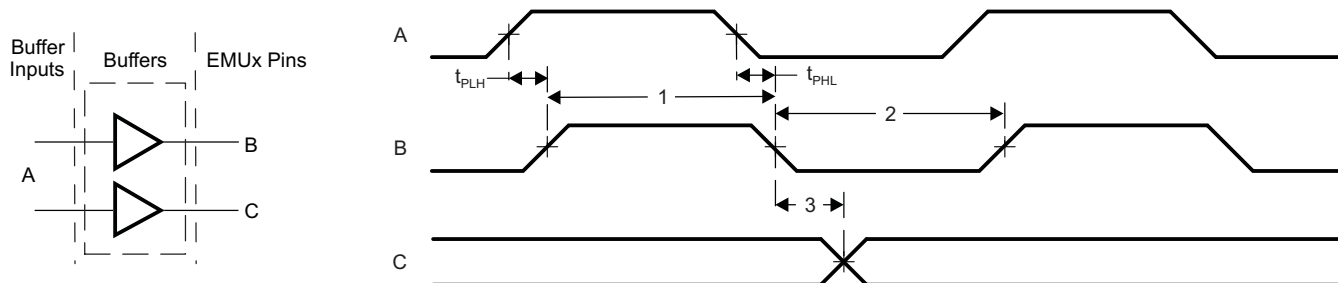 Buffer
Inputs
Buffers
EMUx Pins
A
B
C
A
t_PLH
1
t_PHL
2
B
3
C